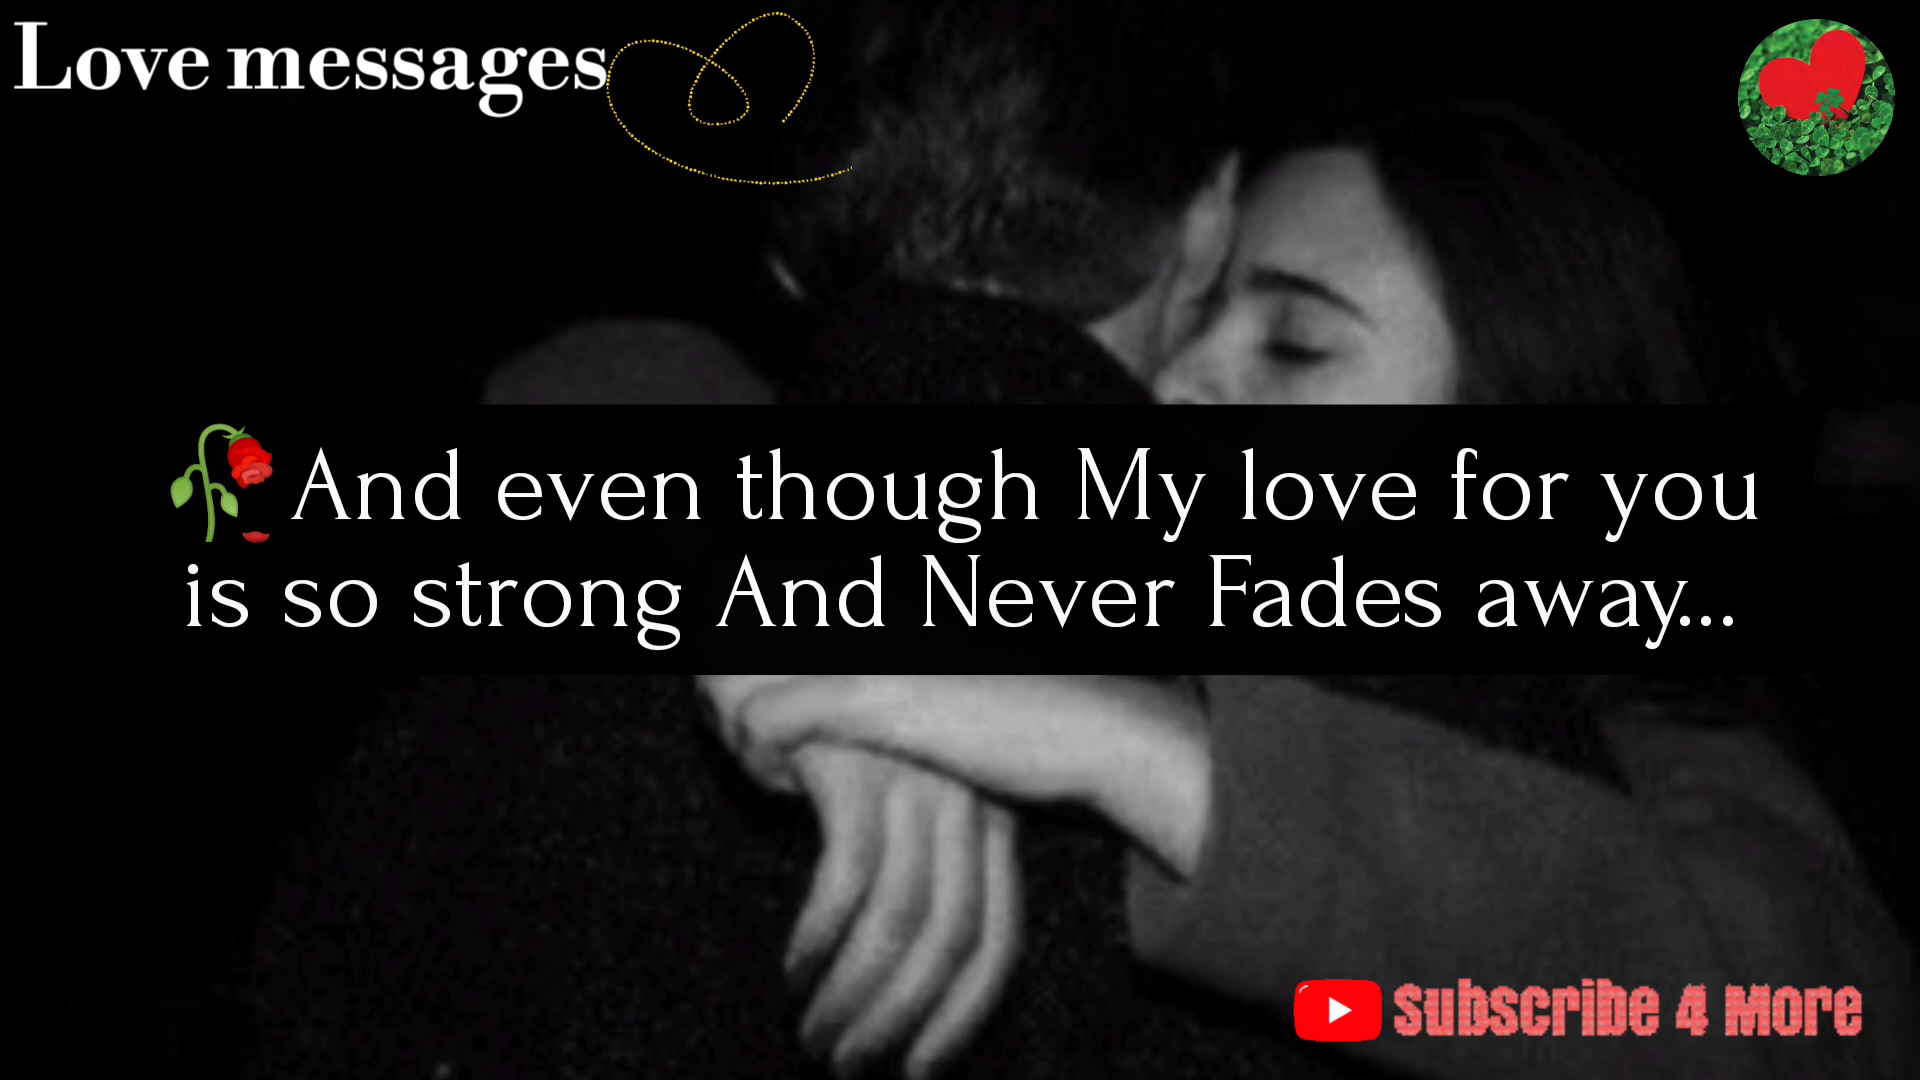 Love messages
🥀And even though My love for you
is so strong And Never Fades away...
Subscribe 4 More